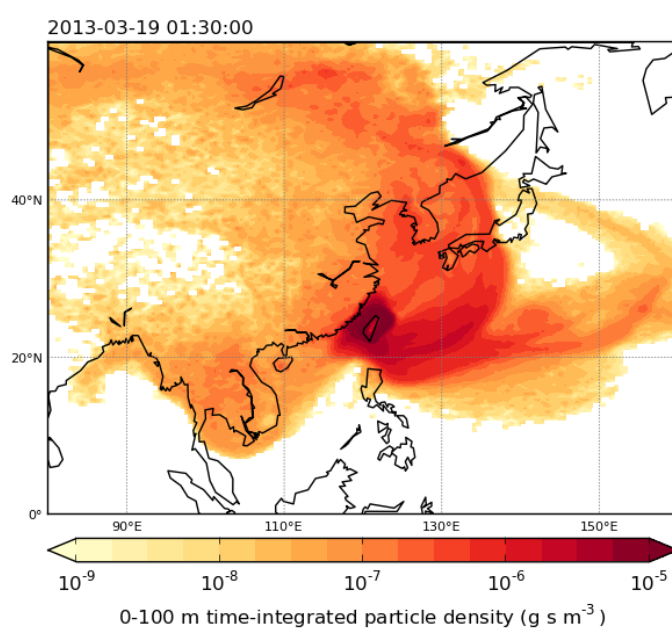 2013-03-19 01:30:00
40°N
20°N
0°
90°E 110°E 130°E 150°E
10⁻⁹ 10⁻⁸ 10⁻⁷ 10⁻⁶ 10⁻⁵
0-100 m time-integrated particle density (g s m⁻³)